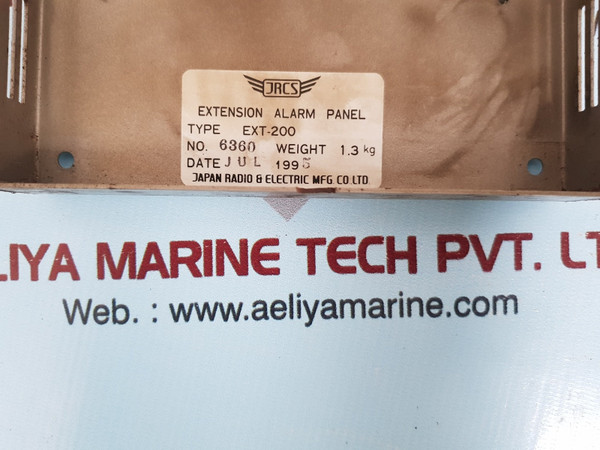 JRCS
EXTENSION ALARM PANEL
TYPE EXT-200
NO. 6360 WEIGHT 1.3 kg
DATE JUL 1995
JAPAN RADIO & ELECTRIC MFG CO LTD
LIYA MARINE TECH PVT. LT
Web. : www.aeliyamarine.com